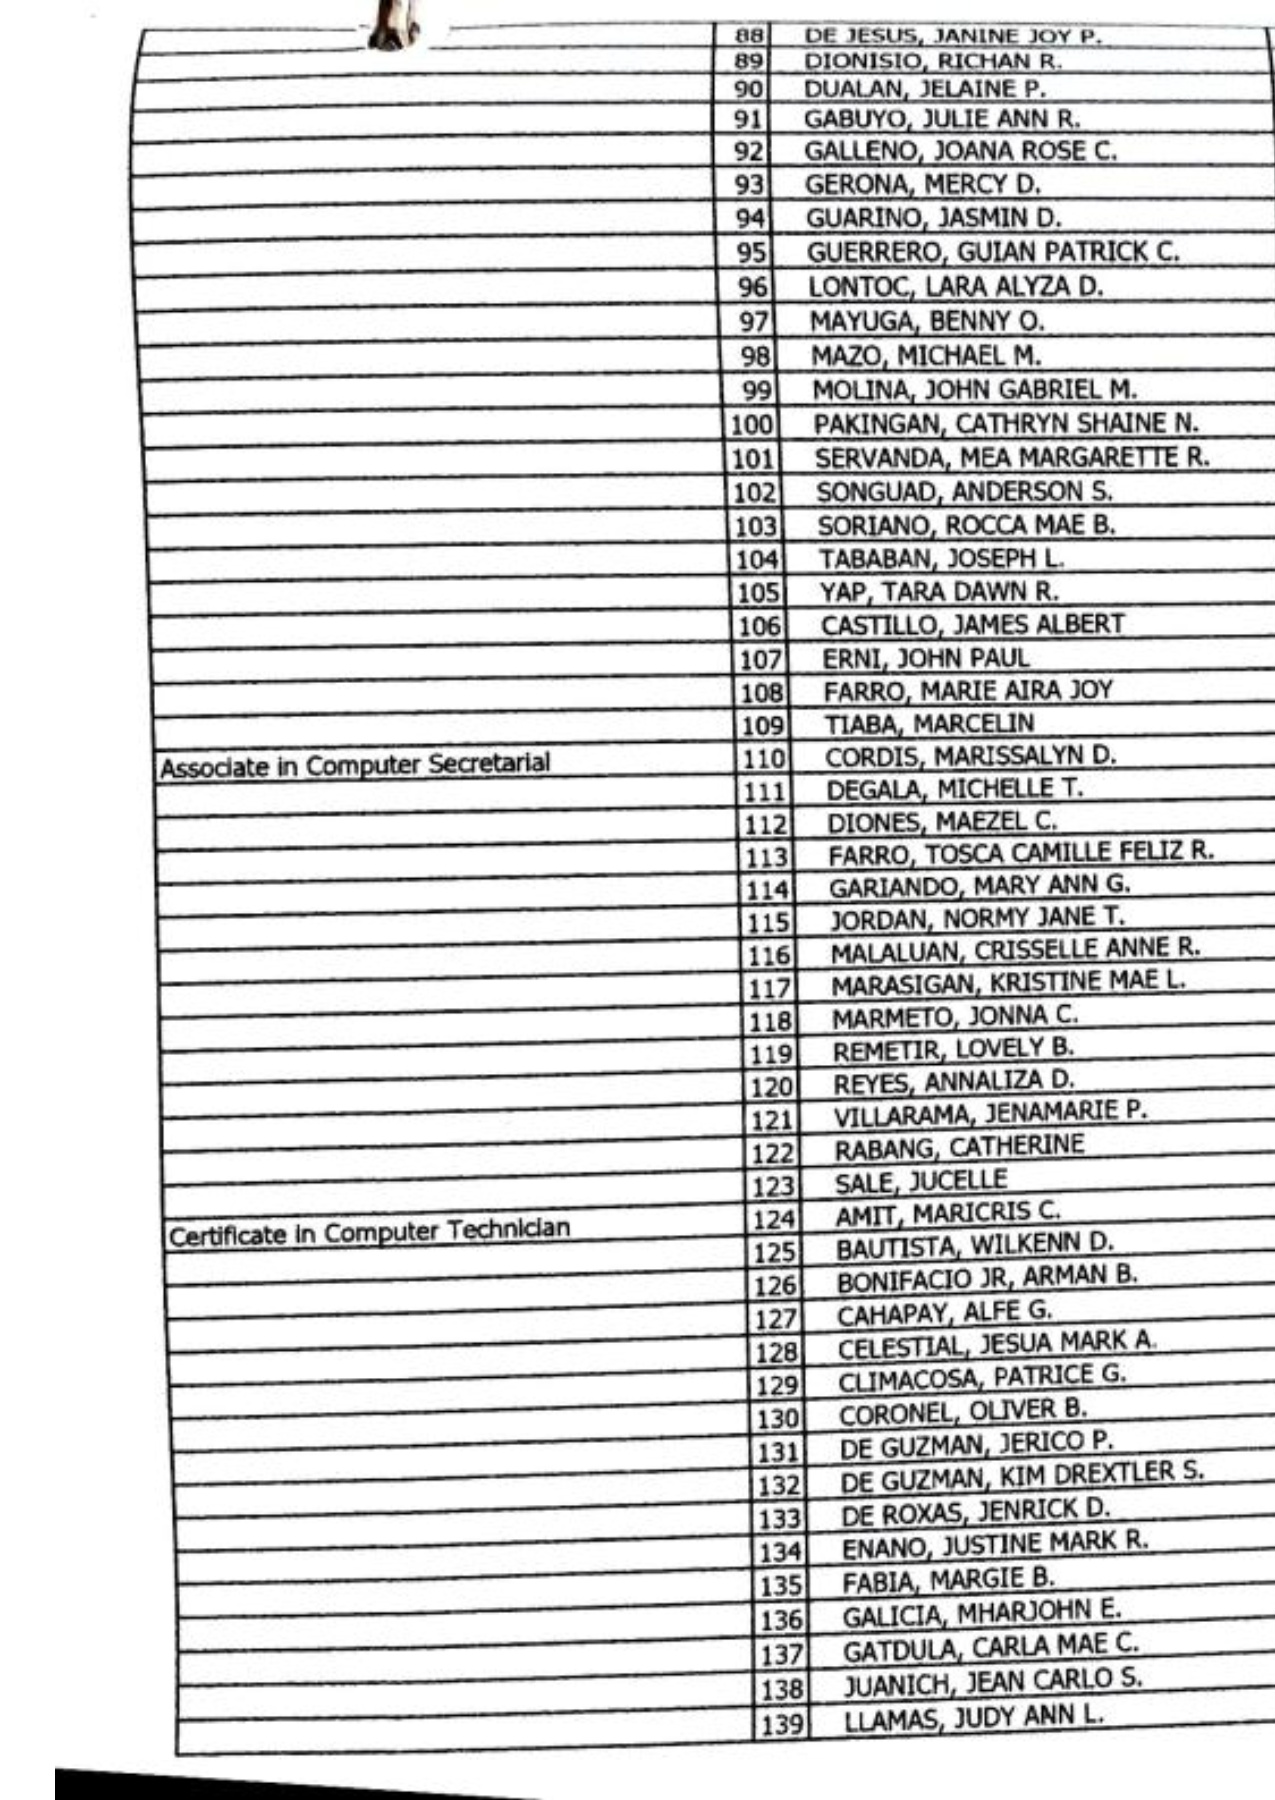 88 DE JESUS, JANINE JOY P.
89 DIONISIO, RICHAN R.
90 DUALAN, JELAINE P.
91 GABUYO, JULIE ANN R.
92 GALLENO, JOANA ROSE C.
93 GERONA, MERCY D.
94 GUARINO, JASMIN D.
95 GUERRERO, GUIAN PATRICK C.
96 LONTOC, LARA ALYZA D.
97 MAYUGA, BENNY O.
98 MAZO, MICHAEL M.
99 MOLINA, JOHN GABRIEL M.
100 PAKINGAN, CATHRYN SHAINE N.
101 SERVANDA, MEA MARGARETTE R.
102 SONGUAD, ANDERSON S.
103 SORIANO, ROCCA MAE B.
104 TABABAN, JOSEPH L.
105 YAP, TARA DAWN R.
106 CASTILLO, JAMES ALBERT
107 ERNI, JOHN PAUL
108 FARRO, MARIE AIRA JOY
109 TIABA, MARCELIN
Associate in Computer Secretarial 110 CORDIS, MARISSALYN D.
111 DEGALA, MICHELLE T.
112 DIONES, MAEZEL C.
113 FARRO, TOSCA CAMILLE FELIZ R.
114 GARIANDO, MARY ANN G.
115 JORDAN, NORMY JANE T.
116 MALALUAN, CRISSELLE ANNE R.
117 MARASIGAN, KRISTINE MAE L.
118 MARMETO, JONNA C.
119 REMETIR, LOVELY B.
120 REYES, ANNALIZA D.
121 VILLARAMA, JENAMARIE P.
122 RABANG, CATHERINE
123 SALE, JUCELLE
Certificate in Computer Technician 124 AMIT, MARICRIS C.
125 BAUTISTA, WILKENN D.
126 BONIFACIO JR, ARMAN B.
127 CAHAPAY, ALFE G.
128 CELESTIAL, JESUA MARK A.
129 CLIMACOSA, PATRICE G.
130 CORONEL, OLIVER B.
131 DE GUZMAN, JERICO P.
132 DE GUZMAN, KIM DREXTLER S.
133 DE ROXAS, JENRICK D.
134 ENANO, JUSTINE MARK R.
135 FABIA, MARGIE B.
136 GALICIA, MHARJOHN E.
137 GATDULA, CARLA MAE C.
138 JUANICH, JEAN CARLO S.
139 LLAMAS, JUDY ANN L.